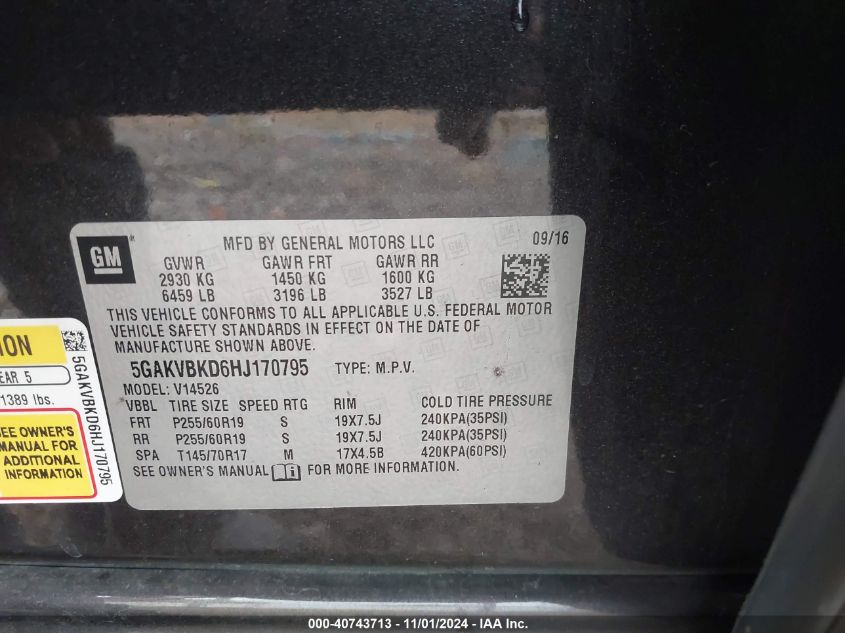 GM
MFD BY GENERAL MOTORS LLC 09/16
GVWR GAWR FRT GAWR RR
2930 KG 1450 KG 1600 KG
6459 LB 3196 LB 3527 LB
THIS VEHICLE CONFORMS TO ALL APPLICABLE U.S. FEDERAL MOTOR
VEHICLE SAFETY STANDARDS IN EFFECT ON THE DATE OF
MANUFACTURE SHOWN ABOVE.
5GAKVBKD6HJ170795 TYPE: M.P.V.
MODEL: V14526
VBBL TIRE SIZE SPEED RTG RIM COLD TIRE PRESSURE
FRT P255/60R19 S 19X7.5J 240KPA(35PSI)
RR P255/60R19 S 19X7.5J 240KPA(35PSI)
SPA T145/70R17 M 17X4.5B 420KPA(60PSI)
SEE OWNER'S MANUAL FOR MORE INFORMATION.
ION
EAR 5
1389 lbs.
SEE OWNER'S
MANUAL FOR
ADDITIONAL
INFORMATION
5GAKVBKD6HJ170795
000-40743713 - 11/01/2024 - IAA, Inc.